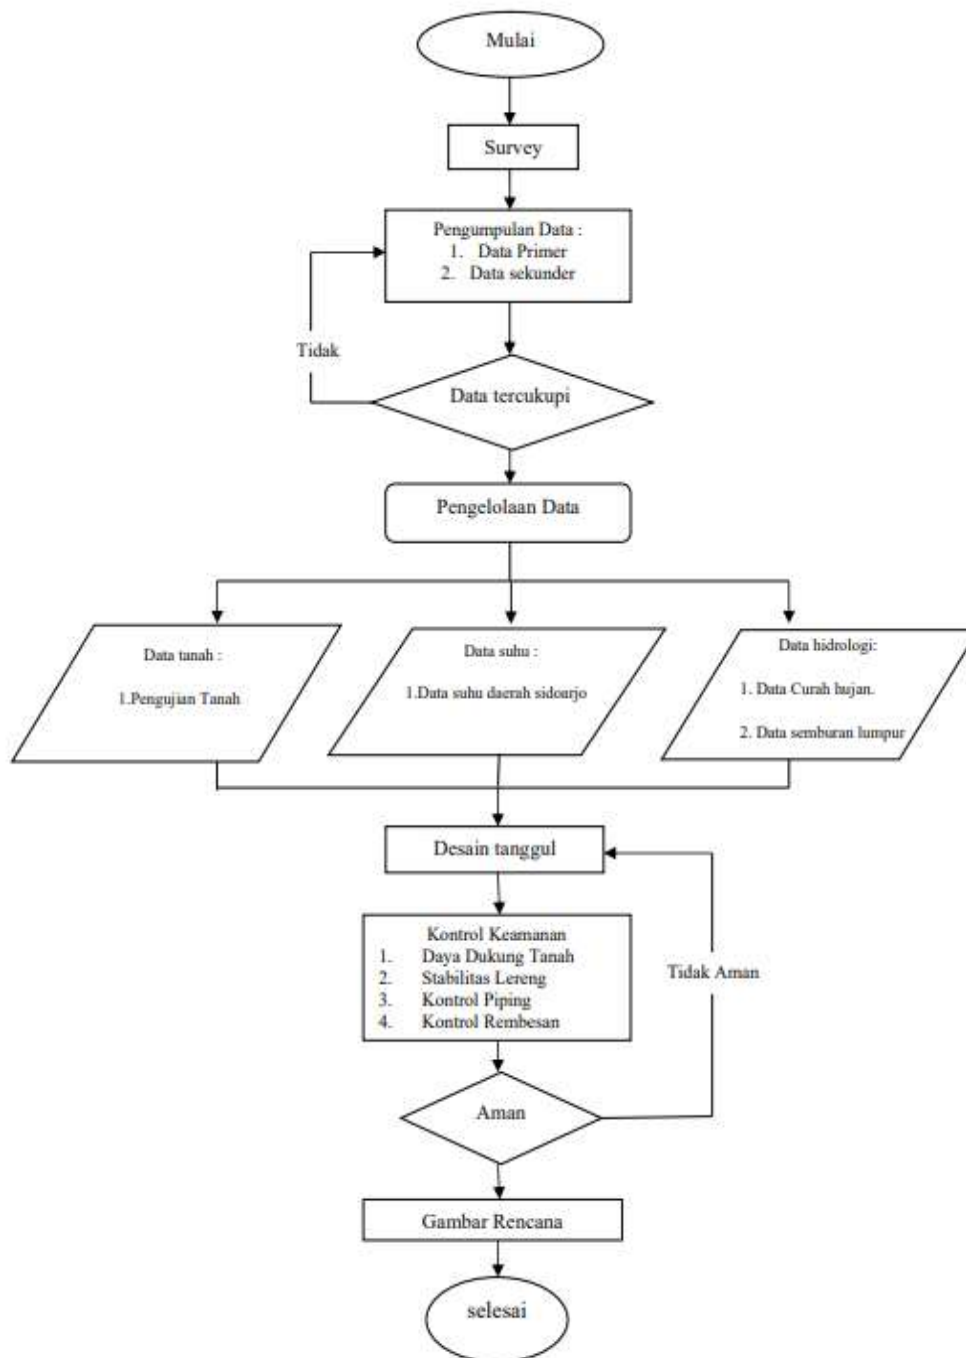 Mulai
Survey
Pengumpulan Data :
1. Data Primer
2. Data sekunder
Tidak
Data tercukupi
Pengelolaan Data
Data tanah :
1.Pengujian Tanah
Data suhu :
1.Data suhu daerah sidoarjo
Data hidrologi:
1. Data Curah hujan.
2. Data semburan lumpur
Desain tanggul
Kontrol Keamanan
1. Daya Dukung Tanah
2. Stabilitas Lereng
3. Kontrol Piping
4. Kontrol Rembesan
Tidak Aman
Aman
Gambar Rencana
selesai